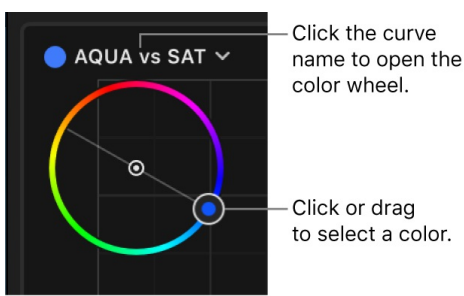 AQUA vs SAT
Click the curve
name to open the
color wheel.
Click or drag
to select a color.